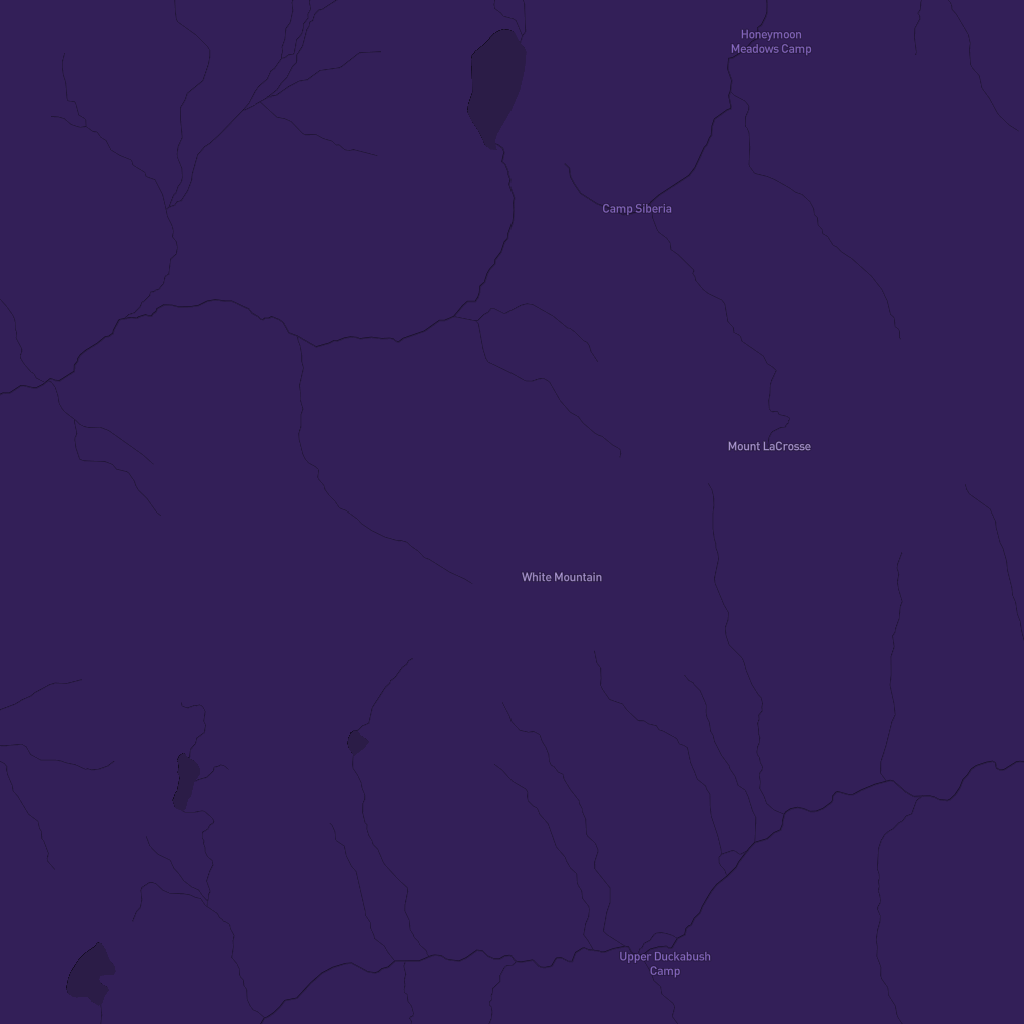 Honeymoon
Meadows Camp
Camp Siberia
Mount LaCrosse
White Mountain
Upper Duckabush
Camp